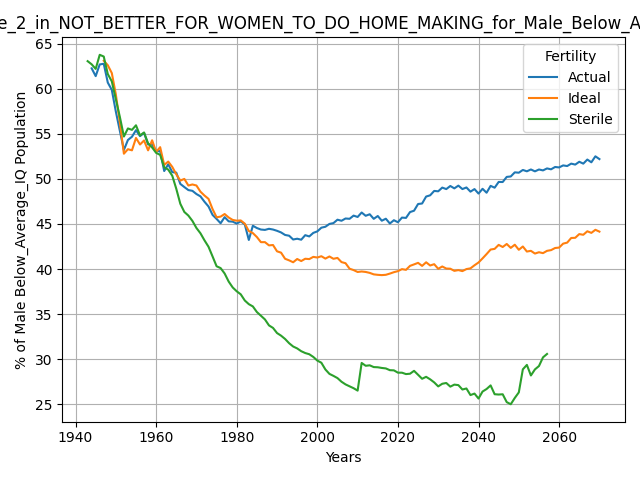 e_2_in_NOT_BETTER_FOR_WOMEN_TO_DO_HOME_MAKING_for_Male_Below_A
Fertility
Actual
Ideal
Sterile
% of Male Below_Average_IQ Population
65
60
55
50
45
40
35
30
25
1940 1960 1980 2000 2020 2040 2060
Years